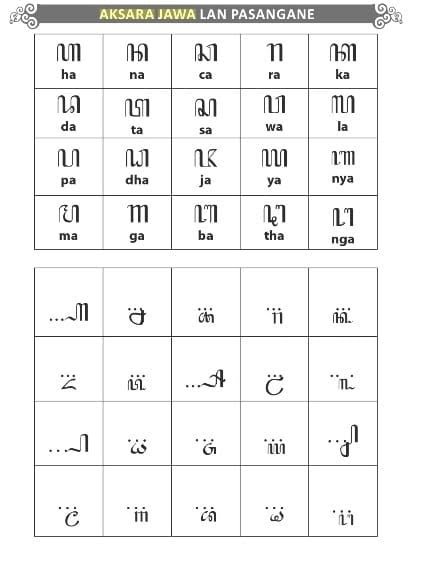 AKSARA JAWA LAN PASANGANE
ꦲ ꦤ ꦕ ꦫ ꦏ
ha na ca ra ka
ꦢ ꦠ ꦱ ꦮ ꦭ
da ta sa wa la
ꦥ ꦝ ꦗ ꦪ ꦚ
pa dha ja ya nya
ꦩ ꦒ ꦧ ꦛ ꦔ
ma ga ba tha nga
...꧀ꦲ ...꧀ꦤ ...꧀ꦕ ...꧀ꦫ ...꧀ꦏ
...꧀ꦢ ...꧀ꦠ ...꧀ꦱ ...꧀ꦮ ...꧀ꦭ
...꧀ꦥ ...꧀ꦝ ...꧀ꦗ ...꧀ꦪ ...꧀ꦚ
...꧀ꦩ ...꧀ꦒ ...꧀ꦧ ...꧀ꦛ ...꧀ꦔ